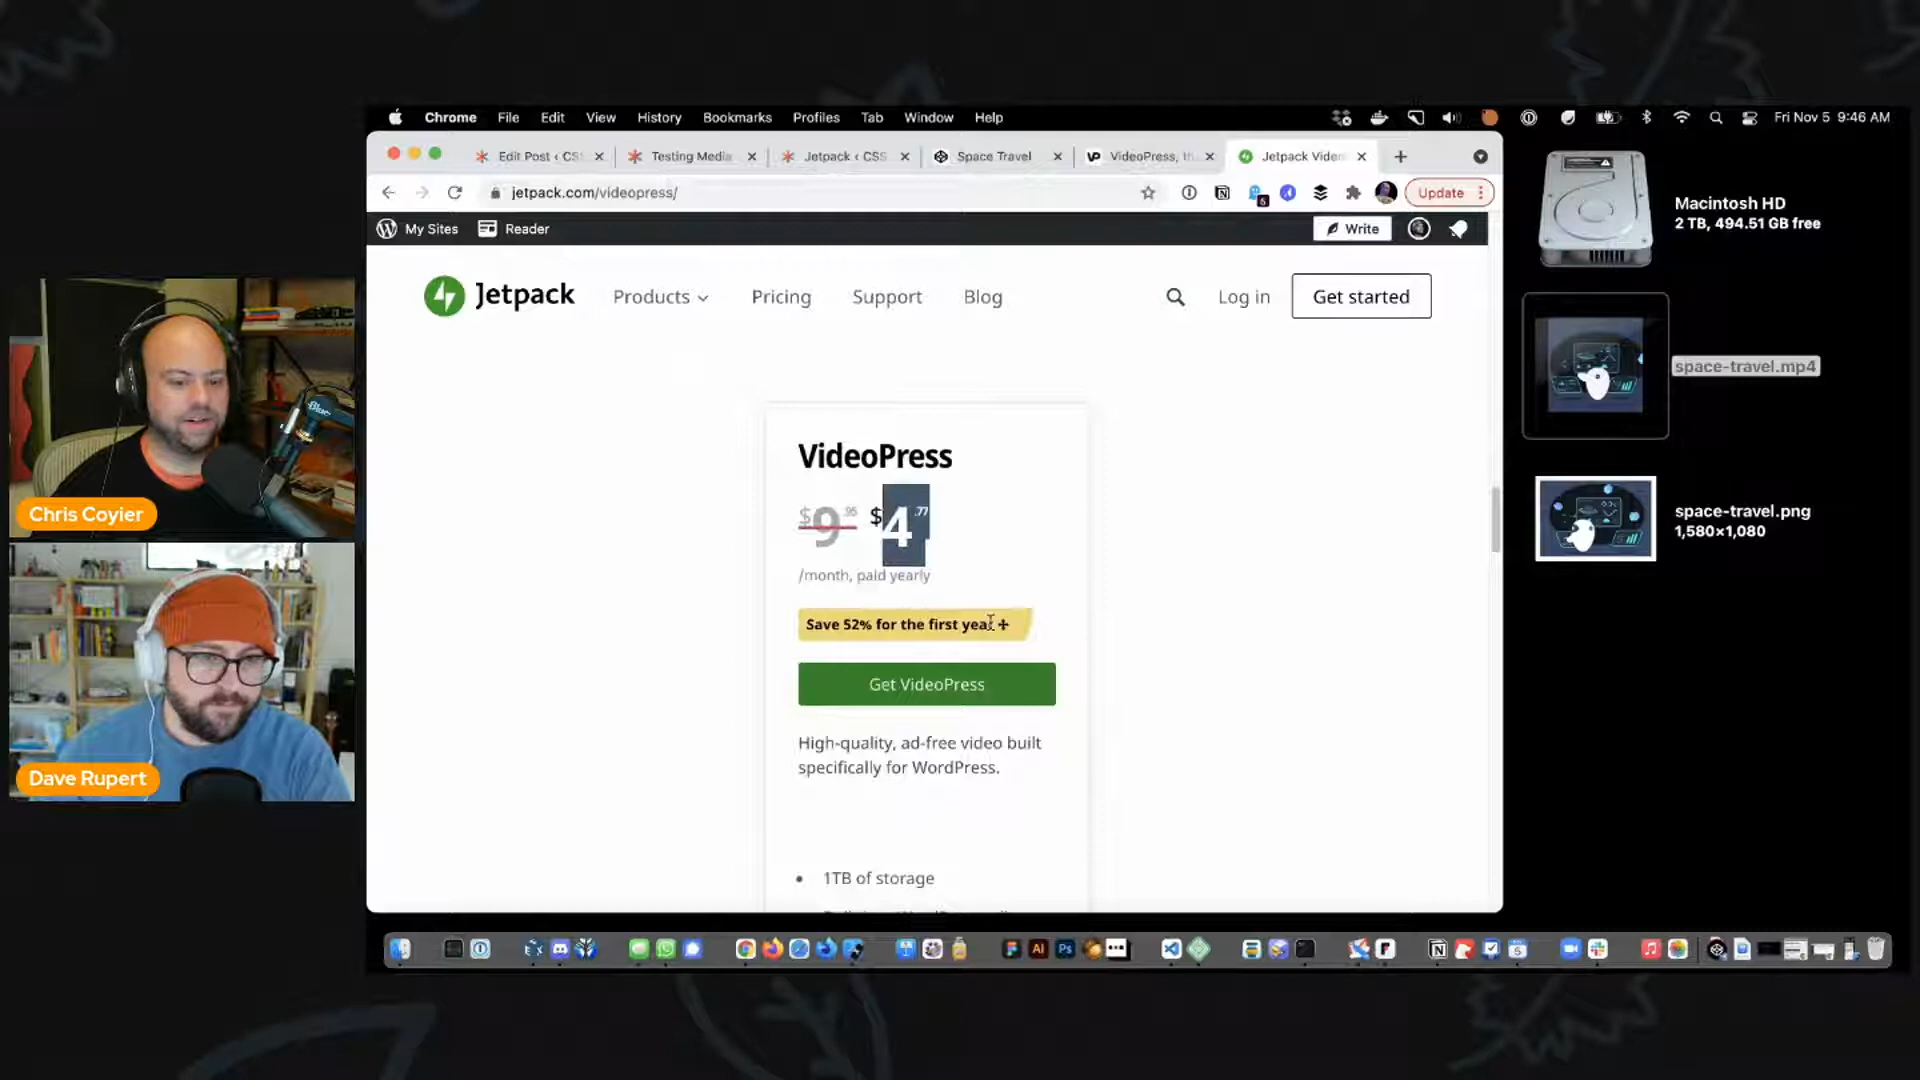 Chrome File Edit View History Bookmarks Profiles Tab Window Help
Fri Nov 5 9:46 AM
Edit Post ‹ CS
Testing Media
Jetpack ‹ CSS
Space Travel
VideoPress, th
Jetpack Video
jetpack.com/videopress/
Update
My Sites Reader
Write
Jetpack Products Pricing Support Blog
Log in Get started
VideoPress
$9.95 $4.77
/month, paid yearly
Save 52% for the first year +
Get VideoPress
High-quality, ad-free video built
specifically for WordPress.
• 1TB of storage
Macintosh HD
2 TB, 494.51 GB free
space-travel.mp4
space-travel.png
1,580×1,080
Chris Coyier
Dave Rupert
Blue
Ai
Ps